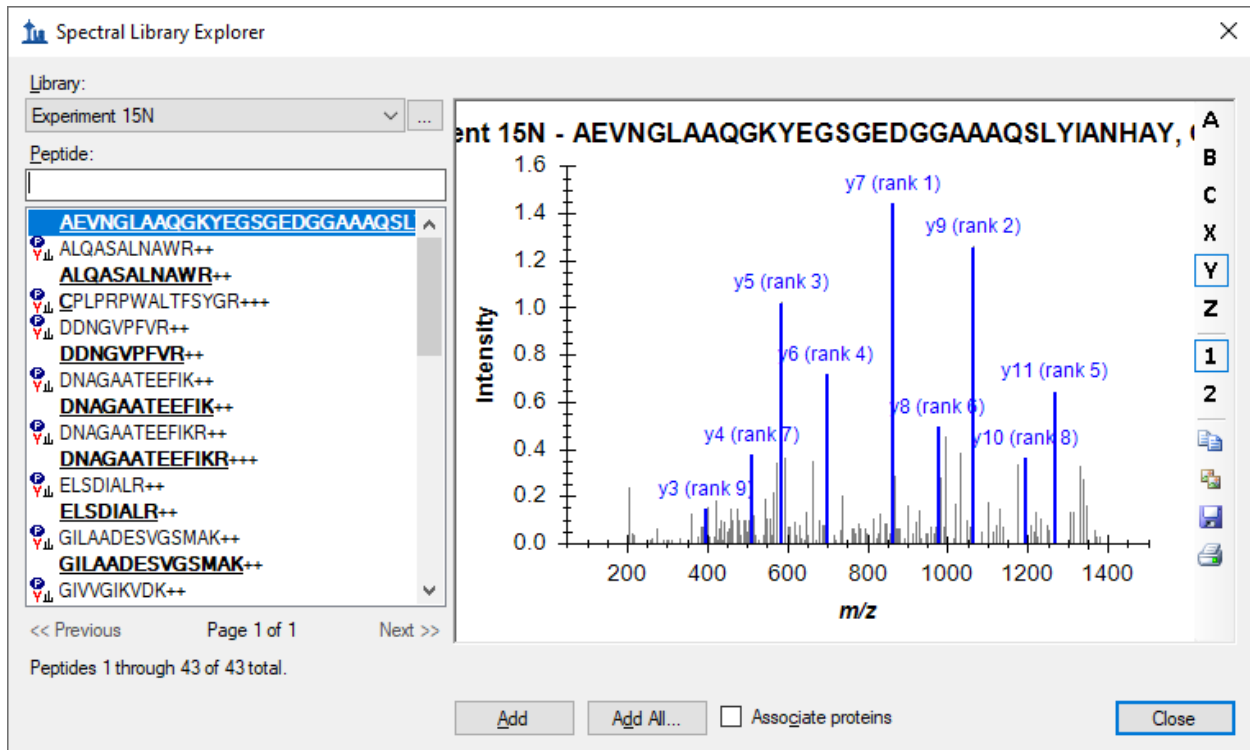 Spectral Library Explorer
Library:
Experiment 15N
...
Peptide:
AEVNGLAAQGKYEGSGEDGGAAAQSL
ALQASALNAWR++
ALQASALNAWR++
CPLPRPWALTFSYGR+++
DDNGVPFVR++
DDNGVPFVR++
DNAGAATEEFIK++
DNAGAATEEFIK++
DNAGAATEEFIKR++
DNAGAATEEFIKR+++
ELSDIALR++
ELSDIALR++
GILAADESVGSMAK++
GILAADESVGSMAK++
GIVVGIKVDK++
<< Previous
Page 1 of 1
Next >>
Peptides 1 through 43 of 43 total.
ent 15N - AEVNGLAAQGKYEGSGEDGGAAAQSLYIANHAY,
1.6
1.4
1.2
1.0
0.8
0.6
0.4
0.2
0.0
Intensity
y7 (rank 1)
y9 (rank 2)
y5 (rank 3)
y6 (rank 4)
y11 (rank 5)
y8 (rank 6)
y4 (rank 7)
y10 (rank 8)
y3 (rank 9)
200 400 600 800 1000 1200 1400
m/z
A
B
C
X
Y
Z
1
2
Add
Add All...
Associate proteins
Close